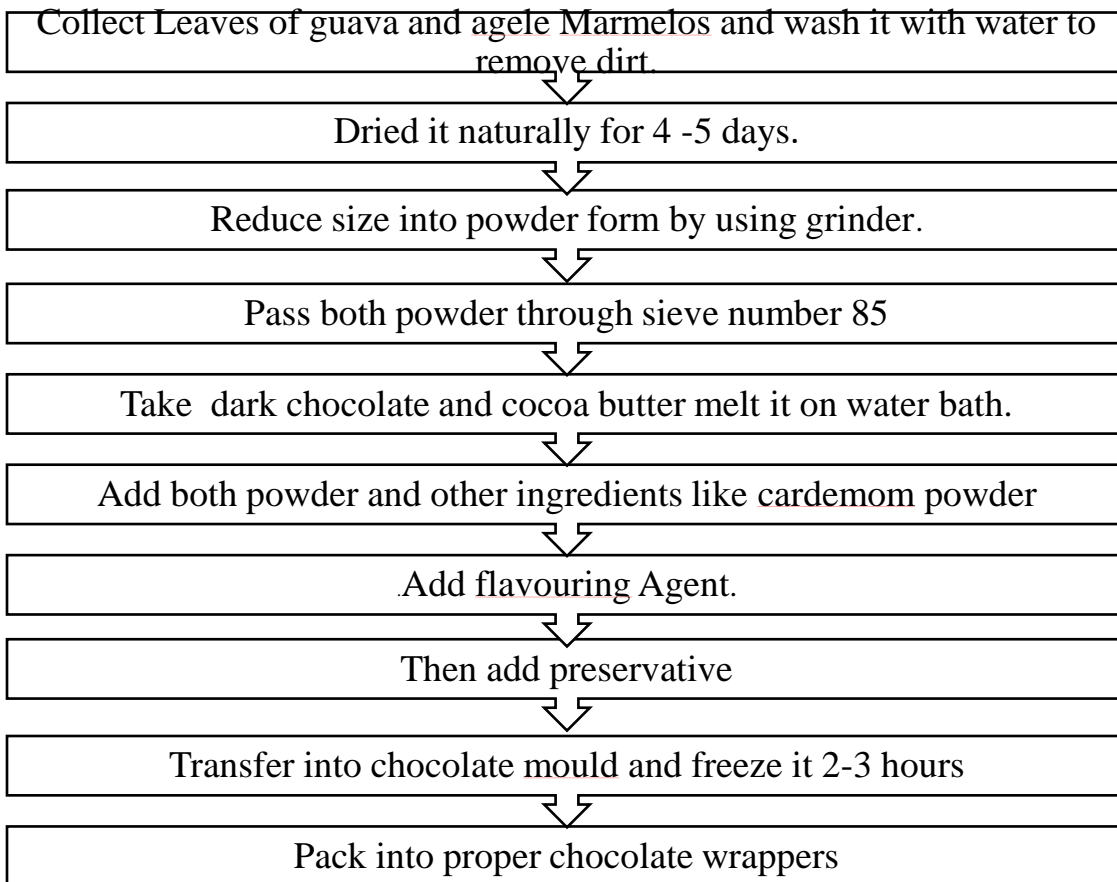 Collect Leaves of guava and agele Marmelos and wash it with water to
remove dirt.
Dried it naturally for 4 -5 days.
Reduce size into powder form by using grinder.
Pass both powder through sieve number 85
Take  dark chocolate and cocoa butter melt it on water bath.
Add both powder and other ingredients like cardemom powder
.Add flavouring Agent.
Then add preservative
Transfer into chocolate mould and freeze it 2-3 hours
Pack into proper chocolate wrappers